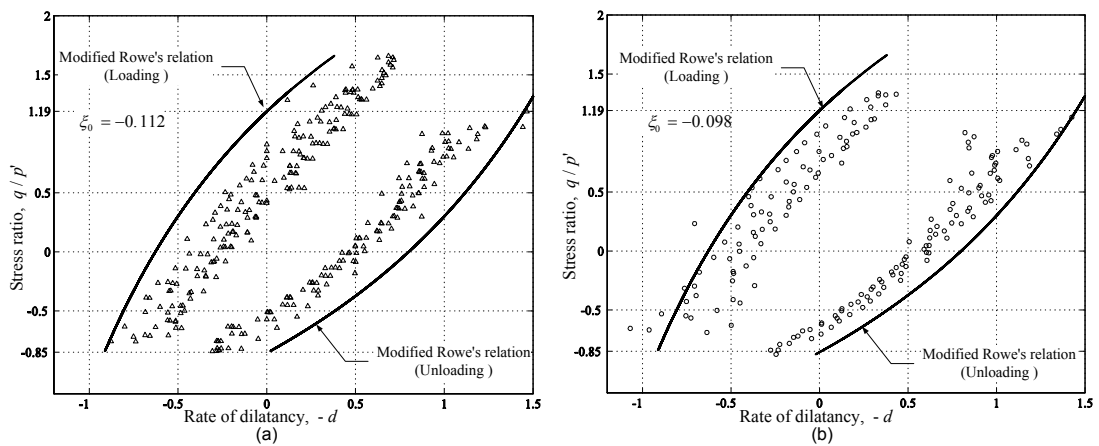 2
1.5
1.19
0.5
0
-0.5
-0.85
Stress ratio, q / p'
Modified Rowe's relation
(Loading )
ξ₀ = −0.112
Modified Rowe's relation
(Unloading )
-1
-0.5
0
0.5
1
1.5
Rate of dilatancy, - d
(a)
2
1.5
1.19
0.5
0
-0.5
-0.85
Stress ratio, q / p'
Modified Rowe's relation
(Loading )
ξ₀ = −0.098
Modified Rowe's relation
(Unloading )
-1
-0.5
0
0.5
1
1.5
Rate of dilatancy, - d
(b)